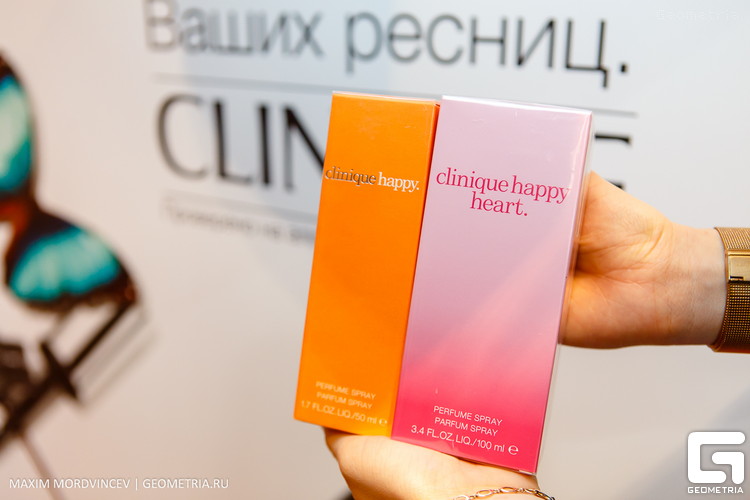 Ваших ресниц.
CLIN
clinique happy.
PERFUME SPRAY
PARFUM SPRAY
1.7 FL.OZ.LIQ./50 ml ℮
clinique happy
heart.
PERFUME SPRAY
PARFUM SPRAY
3.4 FL.OZ.LIQ./100 ml ℮
MAXIM MORDVINCEV | GEOMETRIA.RU
GEOMETRIA